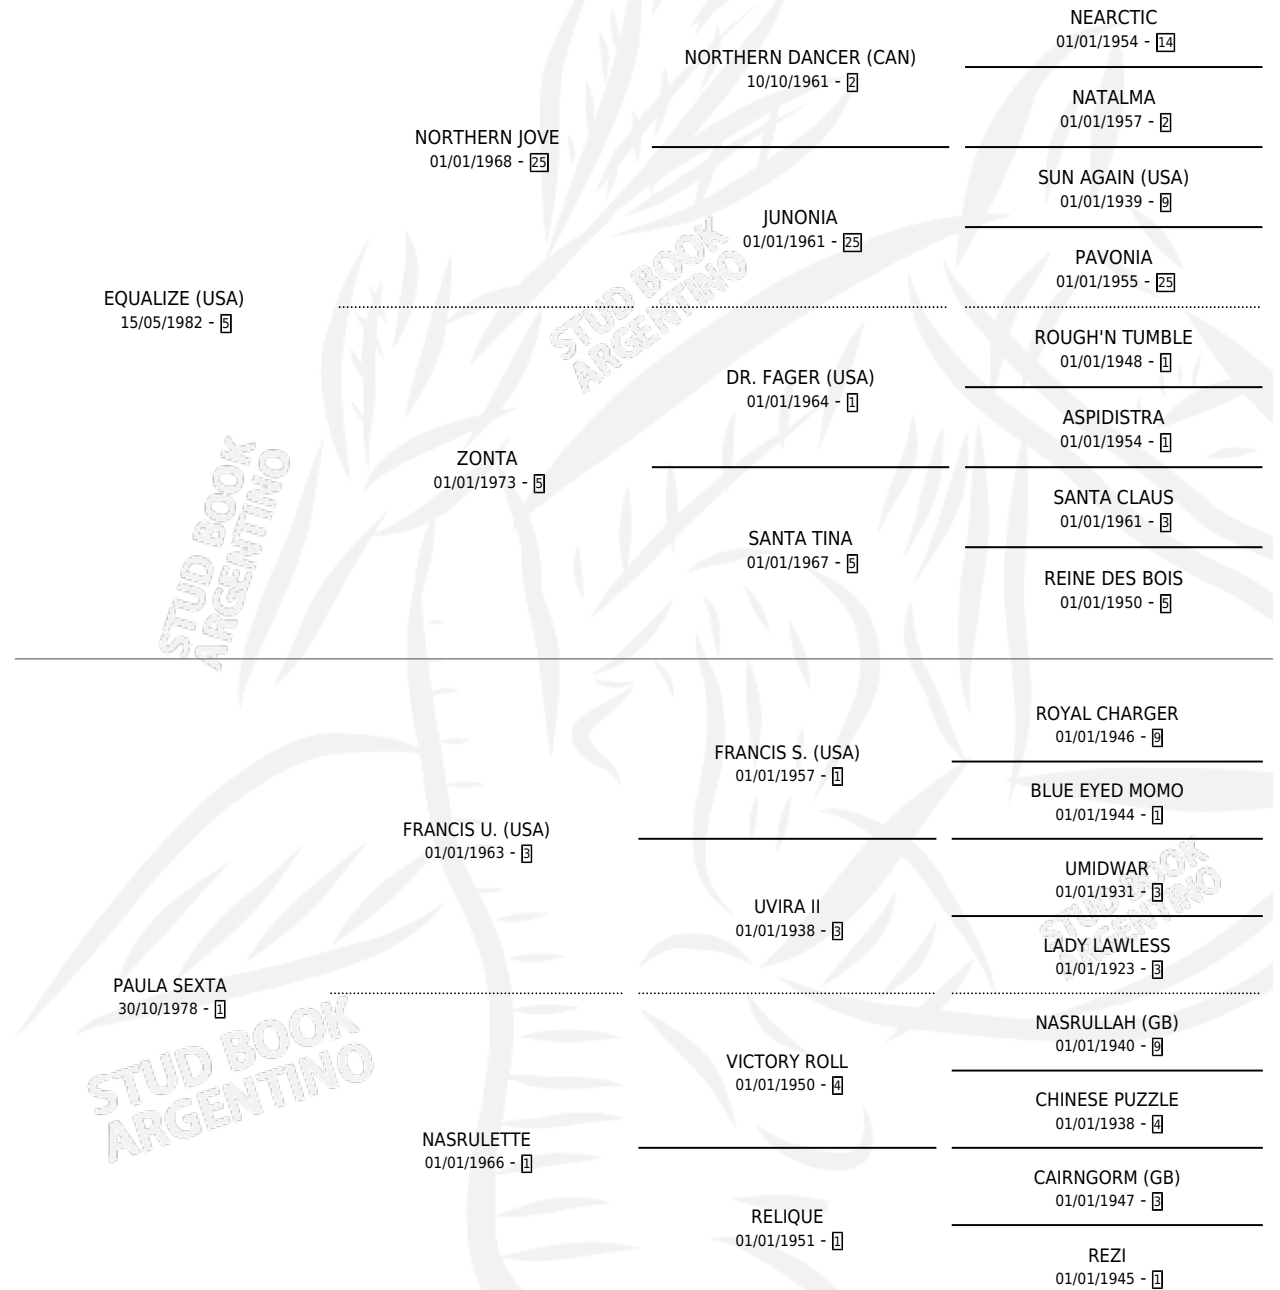 NEARCTIC
01/01/1954 - 14
NORTHERN DANCER (CAN)
10/10/1961 - 2
NATALMA
01/01/1957 - 2
NORTHERN JOVE
01/01/1968 - 25
SUN AGAIN (USA)
01/01/1939 - 9
JUNONIA
01/01/1961 - 25
PAVONIA
01/01/1955 - 25
EQUALIZE (USA)
15/05/1982 - 5
ROUGH'N TUMBLE
01/01/1948 - 1
DR. FAGER (USA)
01/01/1964 - 1
ASPIDISTRA
01/01/1954 - 1
ZONTA
01/01/1973 - 5
SANTA CLAUS
01/01/1961 - 3
SANTA TINA
01/01/1967 - 5
REINE DES BOIS
01/01/1950 - 5
ROYAL CHARGER
01/01/1946 - 9
FRANCIS S. (USA)
01/01/1957 - 1
BLUE EYED MOMO
01/01/1944 - 1
FRANCIS U. (USA)
01/01/1963 - 3
UMIDWAR
01/01/1931 - 3
UVIRA II
01/01/1938 - 3
LADY LAWLESS
01/01/1923 - 3
PAULA SEXTA
30/10/1978 - 1
NASRULLAH (GB)
01/01/1940 - 9
VICTORY ROLL
01/01/1950 - 4
CHINESE PUZZLE
01/01/1938 - 4
NASRULETTE
01/01/1966 - 1
CAIRNGORM (GB)
01/01/1947 - 3
RELIQUE
01/01/1951 - 1
REZI
01/01/1945 - 1
STUD BOOK
ARGENTINO
STUD BOOK
ARGENTINO
STUD BOOK
ARGENTINO
STUD BOOK
ARGENTINO